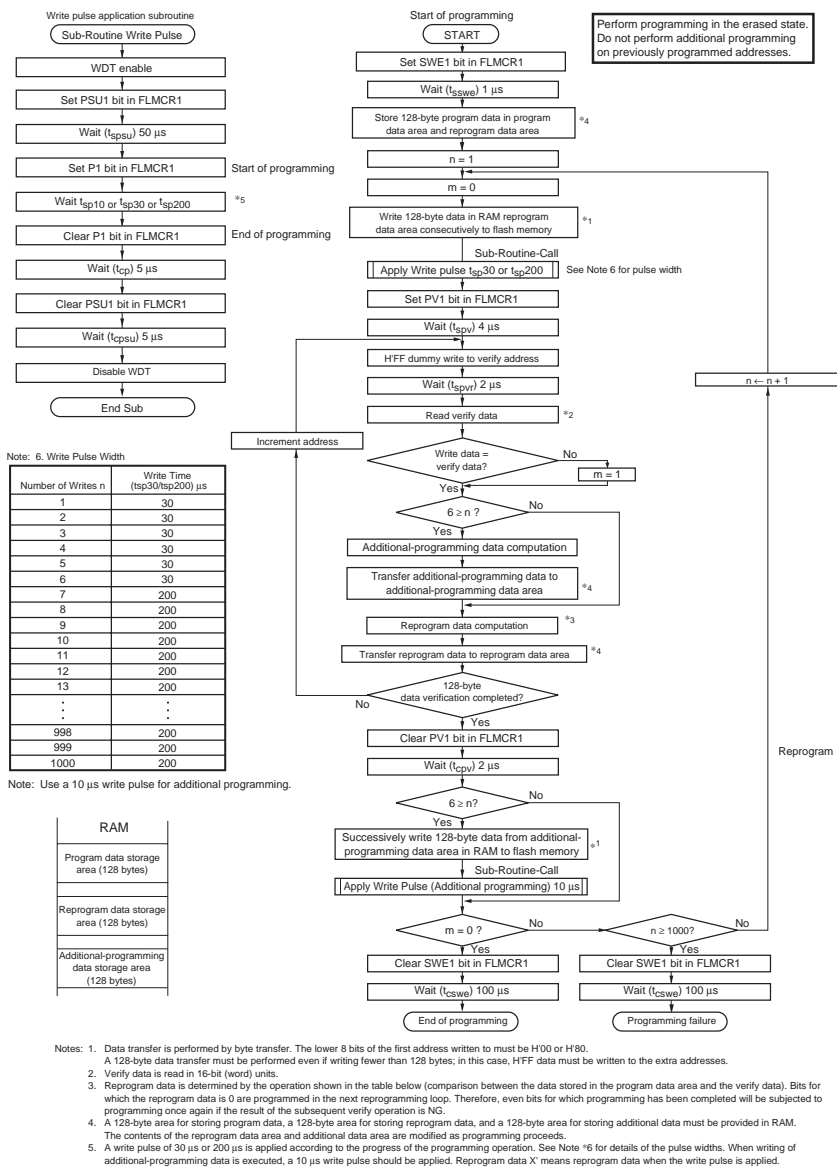 Write pulse application subroutine
Sub-Routine Write Pulse
WDT enable
Set PSU1 bit in FLMCR1
Wait (tspsu) 50 µs
Set P1 bit in FLMCR1
Start of programming
Wait tsp10 or tsp30 or tsp200
*5
Clear P1 bit in FLMCR1
End of programming
Wait (tcp) 5 µs
Clear PSU1 bit in FLMCR1
Wait (tcpsu) 5 µs
Disable WDT
End Sub
Note: 6. Write Pulse Width
Number of Writes n
Write Time
(tsp30/tsp200) µs
1 30
2 30
3 30
4 30
5 30
6 30
7 200
8 200
9 200
10 200
11 200
12 200
13 200
998 200
999 200
1000 200
Note: Use a 10 µs write pulse for additional programming.
RAM
Program data storage
area (128 bytes)
Reprogram data storage
area (128 bytes)
Additional-programming
data storage area
(128 bytes)
Start of programming
START
Perform programming in the erased state.
Do not perform additional programming
on previously programmed addresses.
Set SWE1 bit in FLMCR1
Wait (tsswe) 1 µs
Store 128-byte program data in program
data area and reprogram data area
*4
n = 1
m = 0
Write 128-byte data in RAM reprogram
data area consecutively to flash memory
*1
Sub-Routine-Call
Apply Write pulse tsp30 or tsp200
See Note 6 for pulse width
Set PV1 bit in FLMCR1
Wait (tspv) 4 µs
H'FF dummy write to verify address
n ← n + 1
Wait (tspvr) 2 µs
Read verify data
*2
Increment address
Write data =
verify data?
No
m = 1
Yes
6 ≥ n ?
No
Yes
Additional-programming data computation
Transfer additional-programming data to
additional-programming data area
*4
Reprogram data computation
*3
Transfer reprogram data to reprogram data area
*4
128-byte
data verification completed?
No
Yes
Clear PV1 bit in FLMCR1
Reprogram
Wait (tcpv) 2 µs
6 ≥ n?
No
Yes
Successively write 128-byte data from additional-
programming data area in RAM to flash memory
*1
Sub-Routine-Call
Apply Write Pulse (Additional programming) 10 µs
m = 0 ?
No
n ≥ 1000?
No
Yes
Yes
Clear SWE1 bit in FLMCR1
Clear SWE1 bit in FLMCR1
Wait (tcswe) 100 µs
Wait (tcswe) 100 µs
End of programming
Programming failure
Notes: 1. Data transfer is performed by byte transfer. The lower 8 bits of the first address written to must be H'00 or H'80.
A 128-byte data transfer must be performed even if writing fewer than 128 bytes; in this case, H'FF data must be written to the extra addresses.
2. Verify data is read in 16-bit (word) units.
3. Reprogram data is determined by the operation shown in the table below (comparison between the data stored in the program data area and the verify data). Bits for
which the reprogram data is 0 are programmed in the next reprogramming loop. Therefore, even bits for which programming has been completed will be subjected to
programming once again if the result of the subsequent verify operation is NG.
4. A 128-byte area for storing program data, a 128-byte area for storing reprogram data, and a 128-byte area for storing additional data must be provided in RAM.
The contents of the reprogram data area and additional data area are modified as programming proceeds.
5. A write pulse of 30 µs or 200 µs is applied according to the progress of the programming operation. See Note *6 for details of the pulse widths. When writing of
additional-programming data is executed, a 10 µs write pulse should be applied. Reprogram data X' means reprogram data when the write pulse is applied.